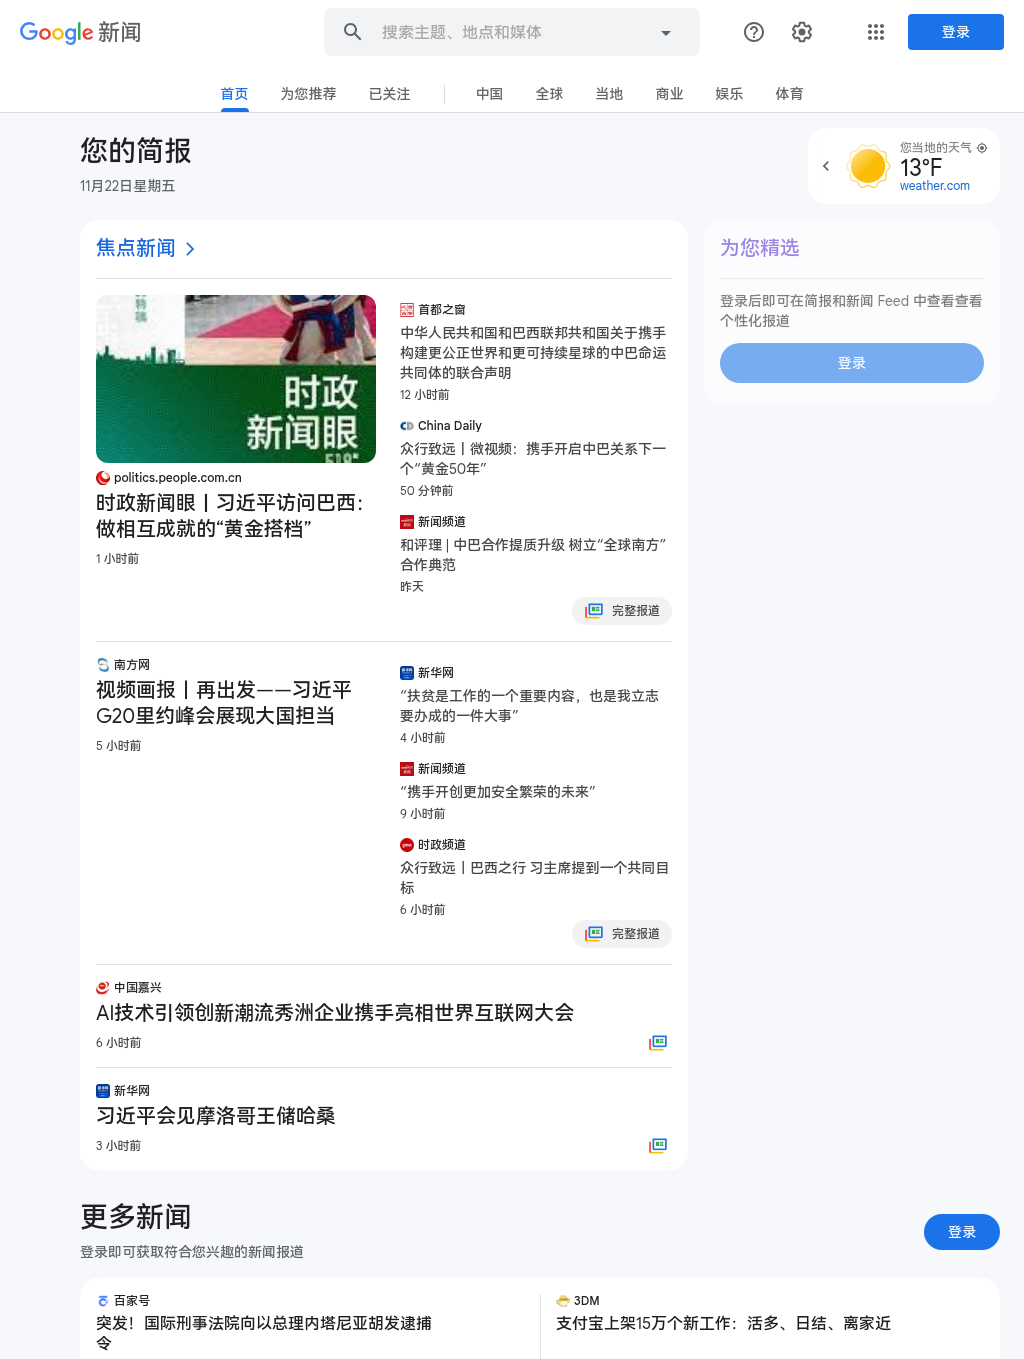 Google 新闻
搜索主题、地点和媒体
登录
首页
为您推荐
已关注
中国
全球
当地
商业
娱乐
体育
您的简报
11月22日星期五
您当地的天气
13°F
weather.com
焦点新闻
时政
新闻眼
politics.people.com.cn
时政新闻眼丨习近平访问巴西：
做相互成就的“黄金搭档”
1 小时前
首都之窗
中华人民共和国和巴西联邦共和国关于携手
构建更公正世界和更可持续星球的中巴命运
共同体的联合声明
12 小时前
China Daily
众行致远丨微视频：携手开启中巴关系下一
个“黄金50年”
50 分钟前
新闻频道
和评理 | 中巴合作提质升级 树立“全球南方”
合作典范
昨天
完整报道
为您精选
登录后即可在简报和新闻 Feed 中查看查看
个性化报道
登录
南方网
视频画报丨再出发——习近平
G20里约峰会展现大国担当
5 小时前
新华网
“扶贫是工作的一个重要内容，也是我立志
要办成的一件大事”
4 小时前
新闻频道
“携手开创更加安全繁荣的未来”
9 小时前
时政频道
众行致远丨巴西之行 习主席提到一个共同目
标
6 小时前
完整报道
中国嘉兴
AI技术引领创新潮流秀洲企业携手亮相世界互联网大会
6 小时前
新华网
习近平会见摩洛哥王储哈桑
3 小时前
更多新闻
登录即可获取符合您兴趣的新闻报道
登录
百家号
突发！国际刑事法院向以总理内塔尼亚胡发逮捕
令
3DM
支付宝上架15万个新工作：活多、日结、离家近